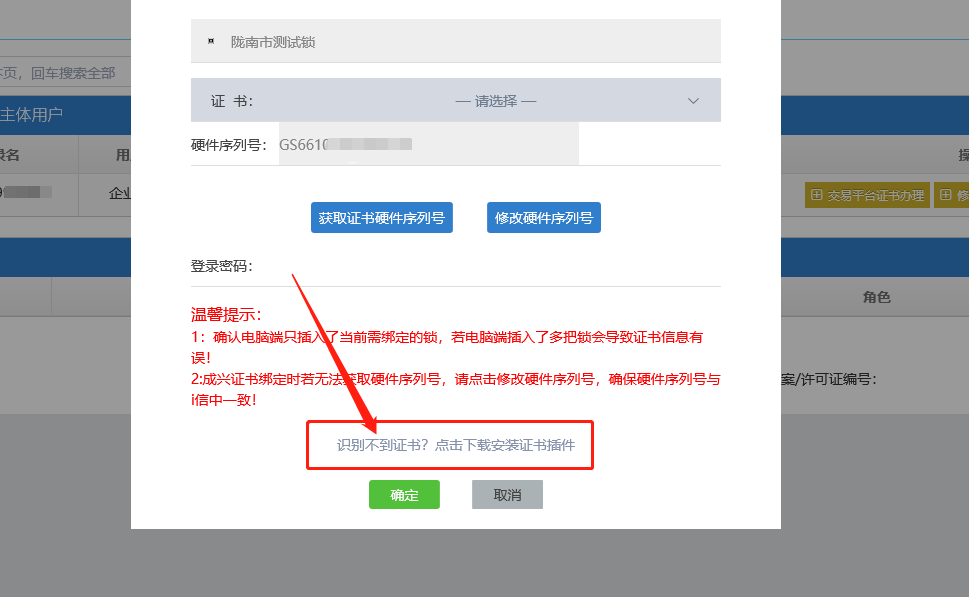 陇南市测试锁
证 书： — 请选择 —
硬件序列号： GS6610
获取证书硬件序列号 修改硬件序列号
登录密码：
温馨提示：
1：确认电脑端只插入了当前需绑定的锁，若电脑端插入了多把锁会导致证书信息有
误！
2:成兴证书绑定时若无法获取硬件序列号，请点击修改硬件序列号，确保硬件序列号与
i信中一致！
识别不到证书？点击下载安装证书插件
确定 取消
页，回车搜索全部
主体用户
名 用
企业
交易平台证书办理 修
角色
案/许可证编号：